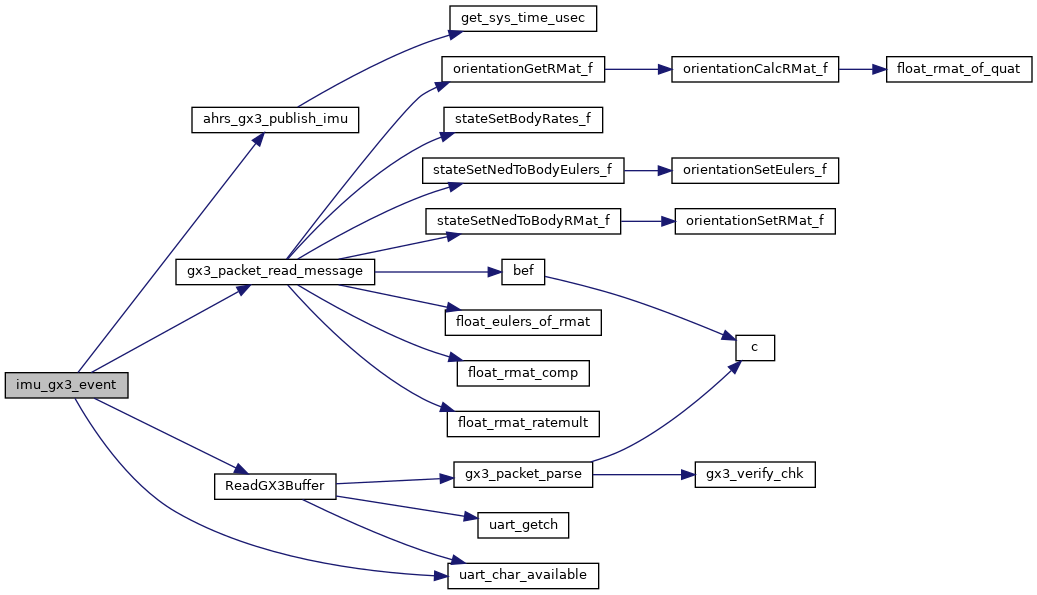 get_sys_time_usec
orientationGetRMat_f
orientationCalcRMat_f
float_rmat_of_quat
ahrs_gx3_publish_imu
stateSetBodyRates_f
stateSetNedToBodyEulers_f
orientationSetEulers_f
stateSetNedToBodyRMat_f
orientationSetRMat_f
gx3_packet_read_message
bef
float_eulers_of_rmat
c
float_rmat_comp
imu_gx3_event
float_rmat_ratemult
gx3_packet_parse
gx3_verify_chk
ReadGX3Buffer
uart_getch
uart_char_available